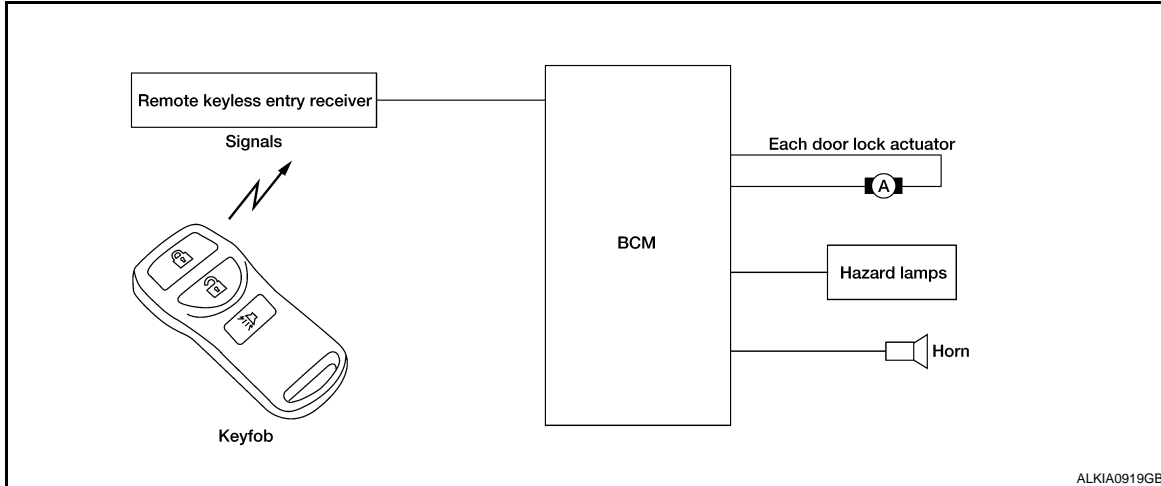 Remote keyless entry receiver
Signals
Keyfob
BCM
Each door lock actuator
A
Hazard lamps
Horn
ALKIA0919GB